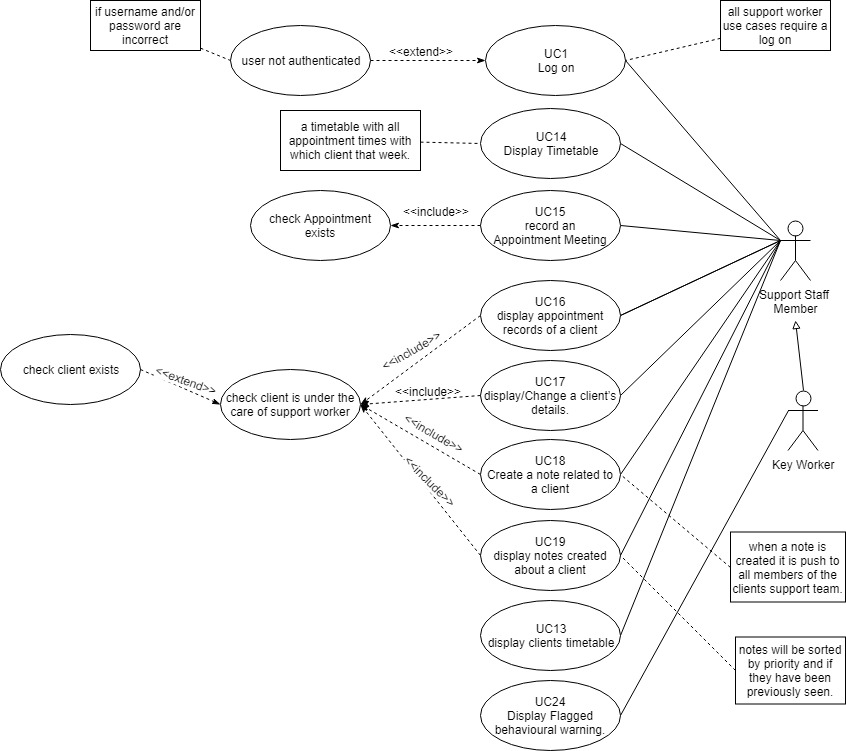 if username and/or
password are
incorrect
user not authenticated
<<extend>>
UC1
Log on
all support worker
use cases require a
log on
a timetable with all
appointment times with
which client that week.
UC14
Display Timetable
check Appointment
exists
<<include>>
UC15
record an
Appointment Meeting
Support Staff
Member
UC16
display appointment
records of a client
<<include>>
check client exists
<<extend>>
check client is under the
care of support worker
<<include>>
UC17
display/Change a client's
details.
<<include>>
UC18
Create a note related to
a client
Key Worker
<<include>>
UC19
display notes created
about a client
when a note is
created it is push to
all members of the
clients support team.
UC13
display clients timetable
notes will be sorted
by priority and if
they have been
previously seen.
UC24
Display Flagged
behavioural warning.